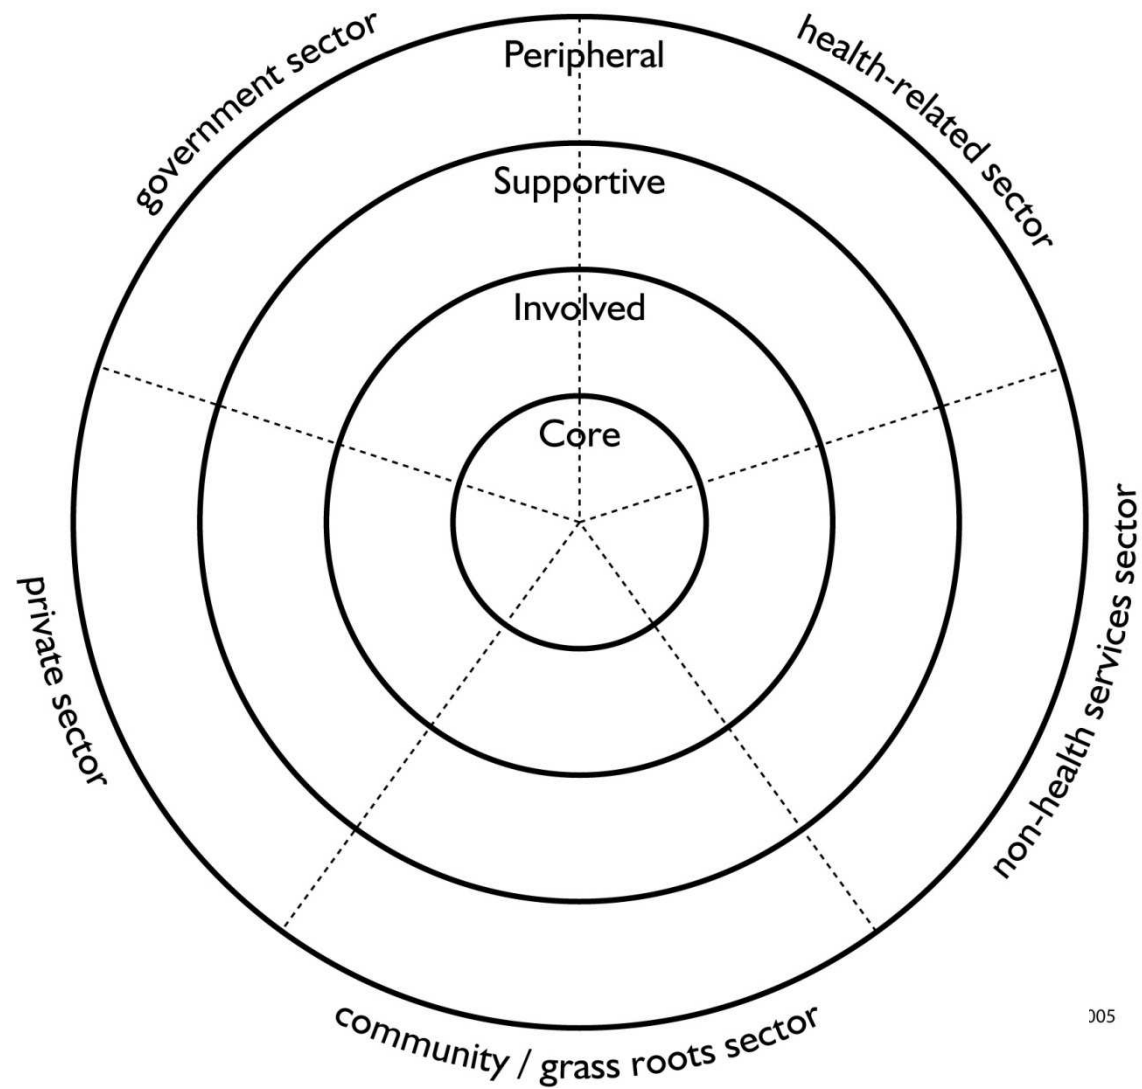 government sector
health-related sector
Peripheral
Supportive
Involved
Core
private sector
non-health services sector
community / grass roots sector
005